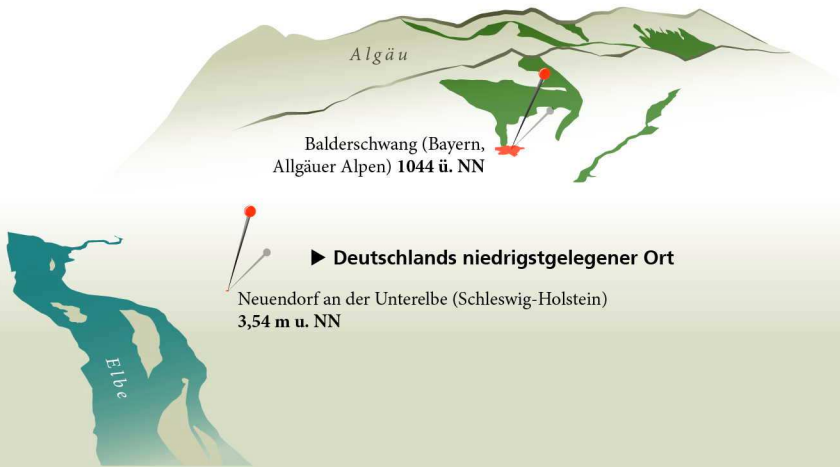 Algäu
Balderschwang (Bayern,
Allgäuer Alpen) 1044 ü. NN
▶ Deutschlands niedrigstgelegener Ort
Neuendorf an der Unterelbe (Schleswig-Holstein)
3,54 m u. NN
Elbe